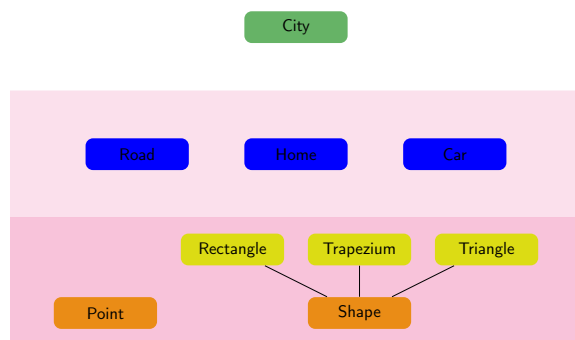 City
Road
Home
Car
Rectangle
Trapezium
Triangle
Point
Shape